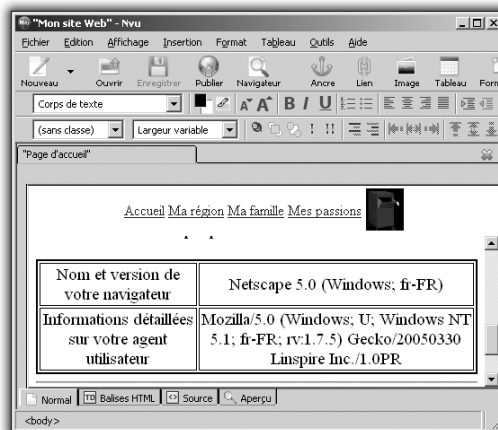 "Mon site Web" - Nvu
Fichier Edition Affichage Insertion Format Tableau Outils Aide
Nouveau Ouvrir Enregistrer Publier Navigateur Ancre Lien Image Tableau Form
Corps de texte
(sans classe) Largeur variable
"Page d'accueil"
Accueil Ma région Ma famille Mes passions
Nom et version de
votre navigateur
Netscape 5.0 (Windows; fr-FR)
Informations détaillées
sur votre agent
utilisateur
Mozilla/5.0 (Windows; U; Windows NT
5.1; fr-FR; rv:1.7.5) Gecko/20050330
Linspire Inc./1.0PR
Normal Balises HTML Source Aperçu
<body>